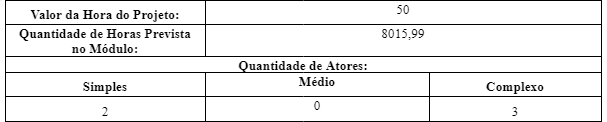 Valor da Hora do Projeto: 50
Quantidade de Horas Prevista 8015,99
no Módulo:
Quantidade de Atores:
Simples Médio Complexo
2 0 3